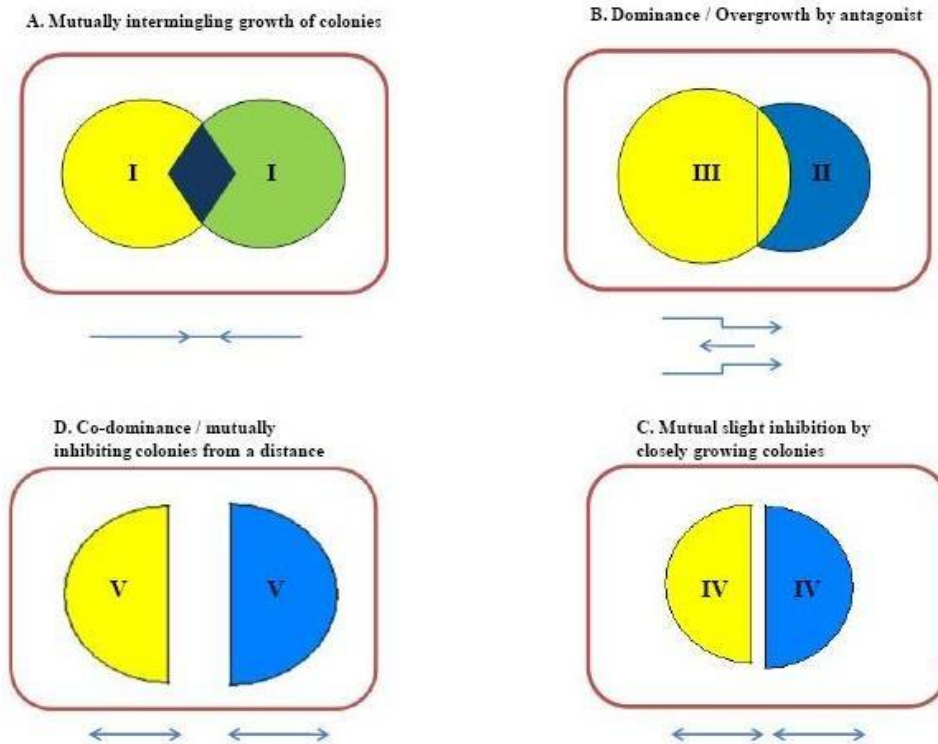 A. Mutually intermingling growth of colonies
I I
B. Dominance / Overgrowth by antagonist
III II
D. Co-dominance / mutually
inhibiting colonies from a distance
V V
C. Mutual slight inhibition by
closely growing colonies
IV IV